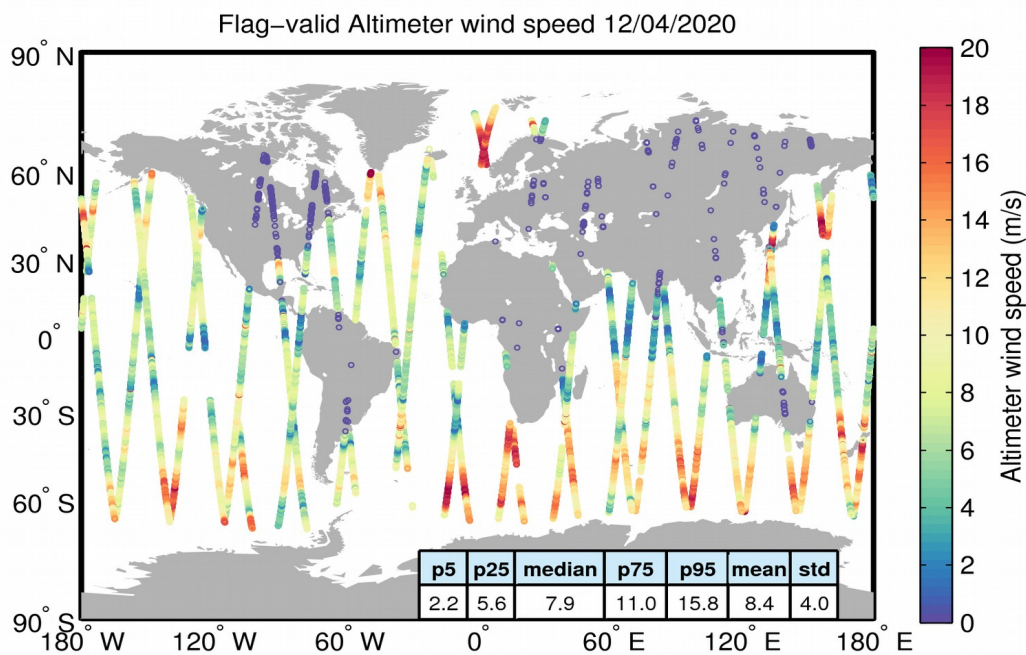 Flag−valid Altimeter wind speed 12/04/2020
90° N
60° N
30° N
0°
30° S
60° S
90° S
180° W 120° W 60° W 0° 60° E 120° E 180° E
p5 p25 median p75 p95 mean std
2.2 5.6 7.9 11.0 15.8 8.4 4.0
20
18
16
14
12
10
8
6
4
2
0
Altimeter wind speed (m/s)